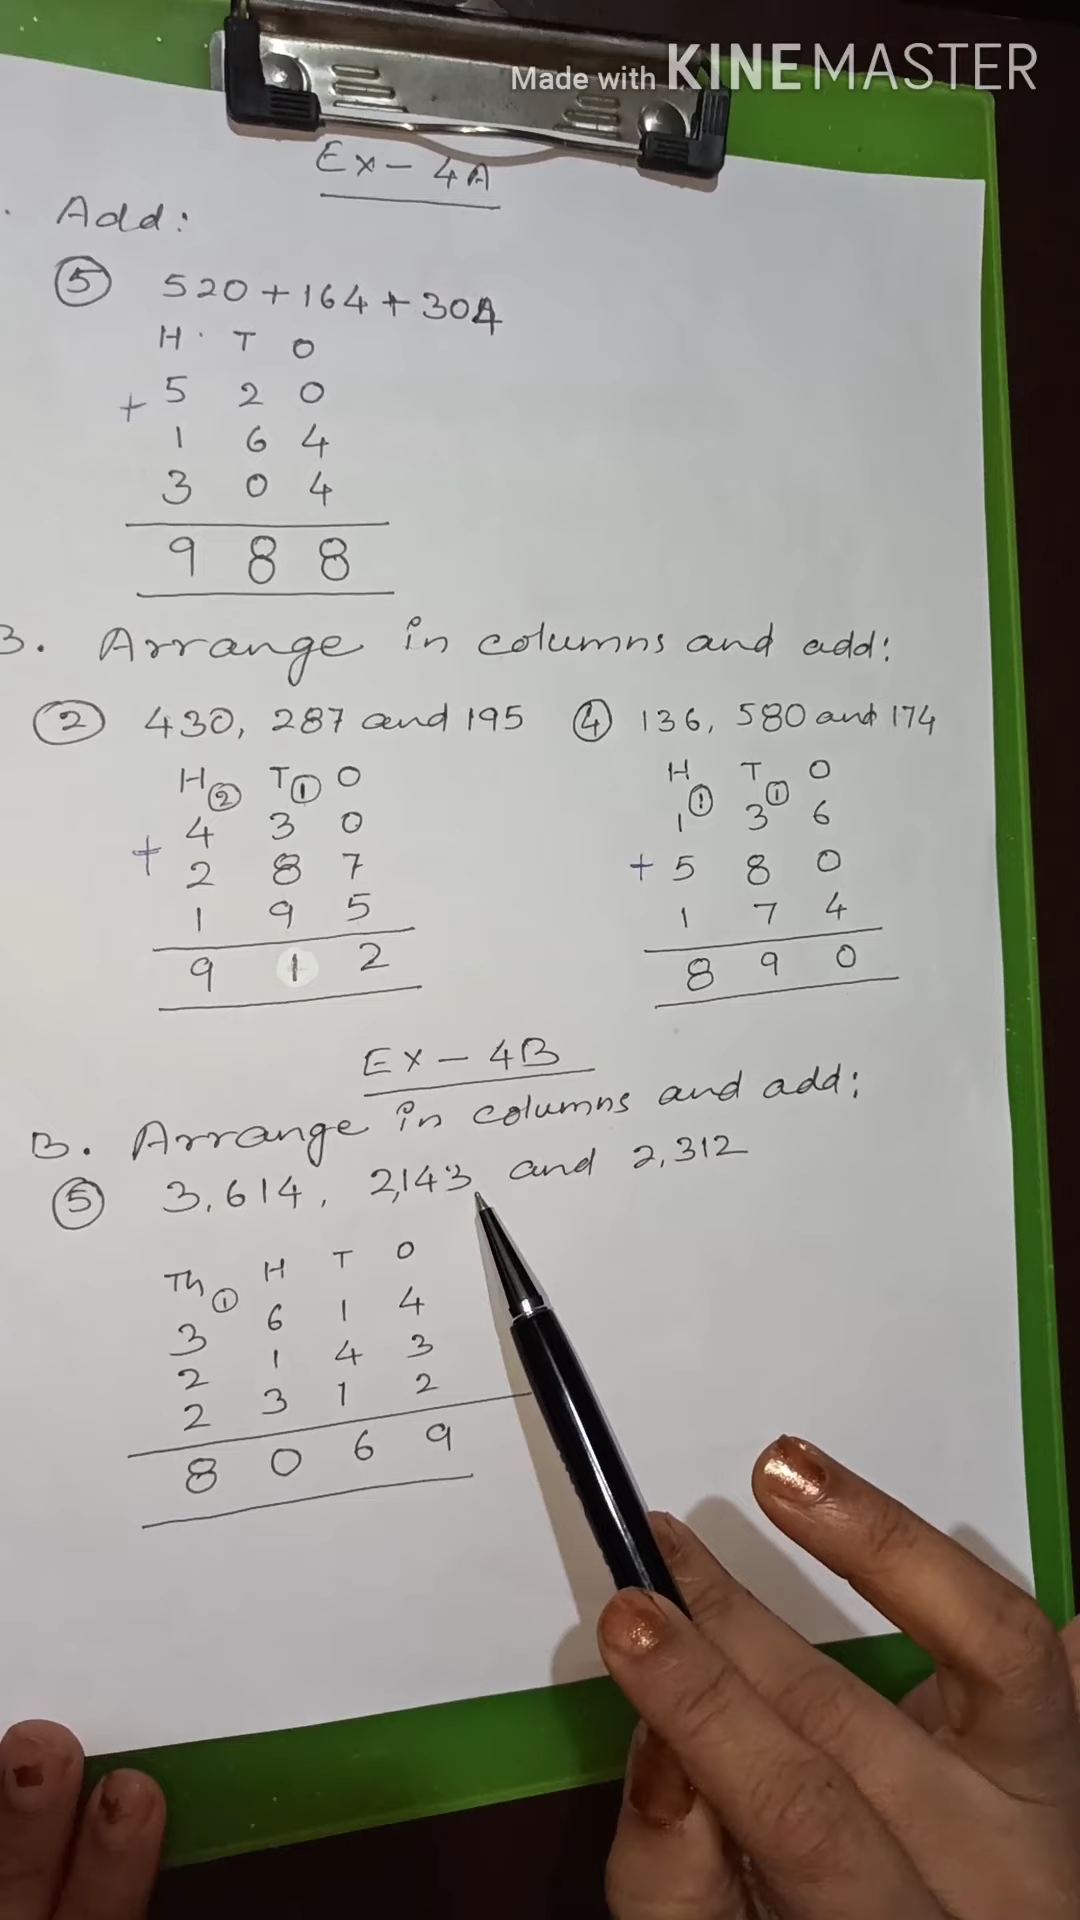 Made with KINEMASTER
Ex - 4A
Add:
5 520 + 164 + 304
H. T O
+ 5 2 0
1 6 4
3 0 4
9 8 8
B. Arrange in columns and add:
2 430, 287 and 195
H 2 T 1 O
4 3 0
+ 2 8 7
1 9 5
9 1 2
4 136, 580 and 174
H T O
1 1 3 1 6
+ 5 8 0
1 7 4
8 9 0
Ex - 4B
B. Arrange in columns and add:
5 3,614, 2,143 and 2,312
Th 1 H T O
3 6 1 4
2 1 4 3
2 3 1 2
8 0 6 9